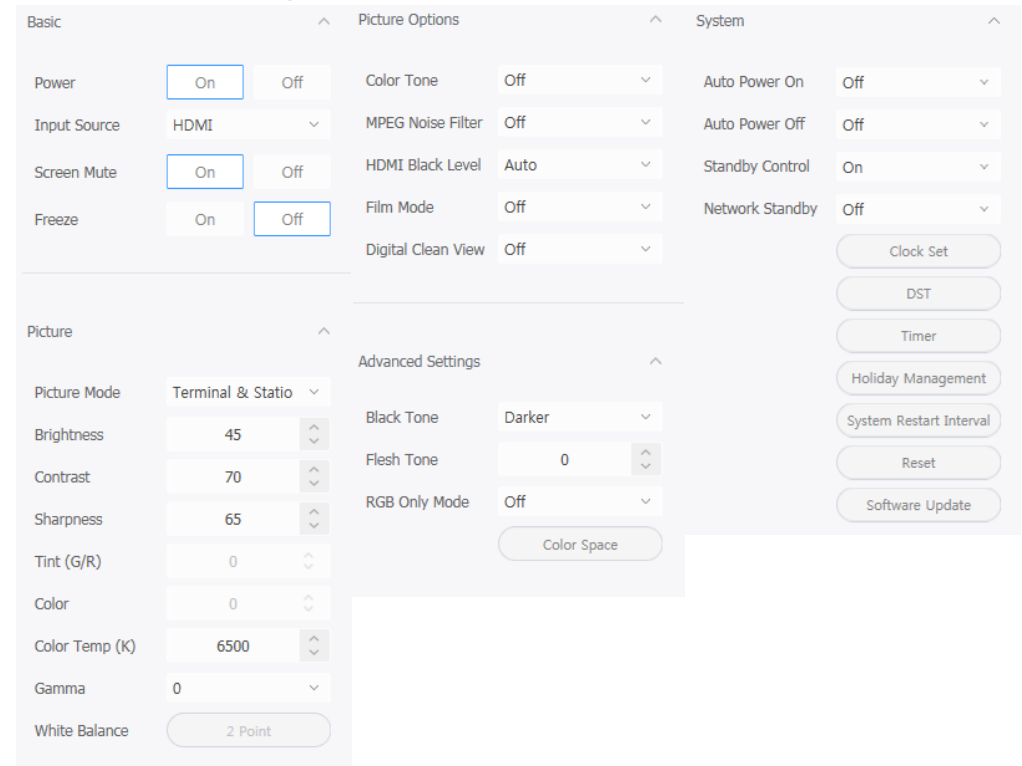 Basic
Power On Off
Input Source HDMI
Screen Mute On Off
Freeze On Off
Picture
Picture Mode Terminal & Statio
Brightness 45
Contrast 70
Sharpness 65
Tint (G/R) 0
Color 0
Color Temp (K) 6500
Gamma 0
White Balance 2 Point
Picture Options
Color Tone Off
MPEG Noise Filter Off
HDMI Black Level Auto
Film Mode Off
Digital Clean View Off
Advanced Settings
Black Tone Darker
Flesh Tone 0
RGB Only Mode Off
Color Space
System
Auto Power On Off
Auto Power Off Off
Standby Control On
Network Standby Off
Clock Set
DST
Timer
Holiday Management
System Restart Interval
Reset
Software Update